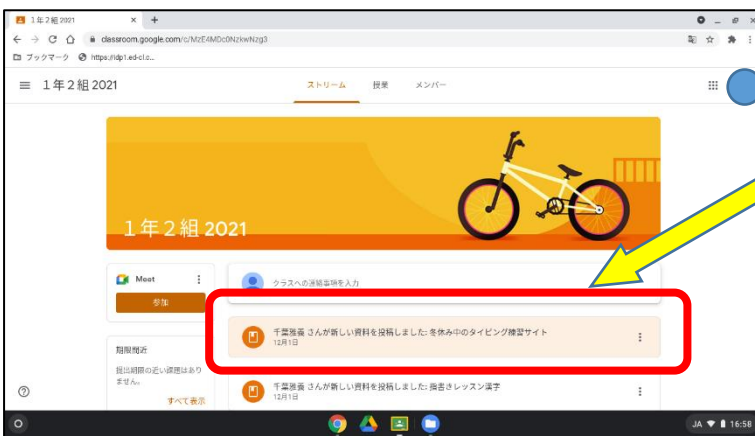 1年2組 2021
classroom.google.com/c/MzE4MDc0NzkwNzg3
ブックマーク https://idp1.ed-cl.c...
1年2組 2021
ストリーム 授業 メンバー
1年2組 2021
Meet
参加
クラスへの連絡事項を入力
千葉雅義 さんが新しい資料を投稿しました: 冬休み中のタイピング練習サイト
12月1日
期限間近
提出期限の近い課題はあり
ません。
すべて表示
千葉雅義 さんが新しい資料を投稿しました: 指書きレッスン漢字
12月1日
JA 16:50